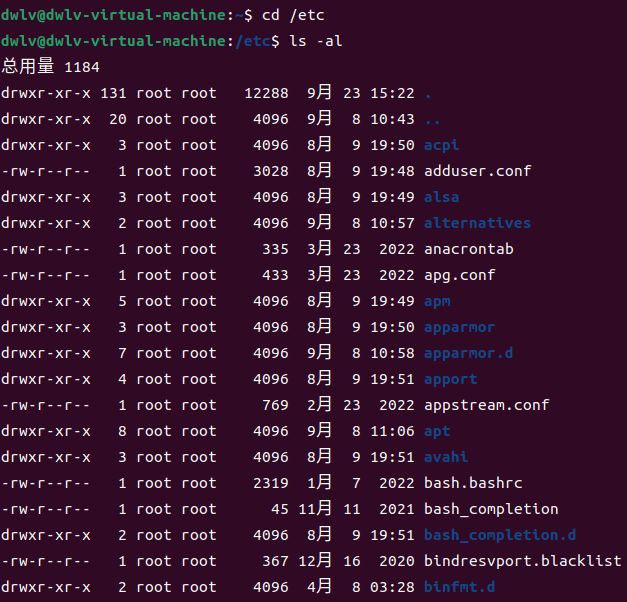 dwlv@dwlv-virtual-machine:~$ cd /etc
dwlv@dwlv-virtual-machine:/etc$ ls -al
总用量 1184
drwxr-xr-x 131 root root   12288  9月 23 15:22 .
drwxr-xr-x  20 root root    4096  9月  8 10:43 ..
drwxr-xr-x   3 root root    4096  8月  9 19:50 acpi
-rw-r--r--   1 root root    3028  8月  9 19:48 adduser.conf
drwxr-xr-x   3 root root    4096  8月  9 19:49 alsa
drwxr-xr-x   2 root root    4096  9月  8 10:57 alternatives
-rw-r--r--   1 root root     335  3月 23  2022 anacrontab
-rw-r--r--   1 root root     433  3月 23  2022 apg.conf
drwxr-xr-x   5 root root    4096  8月  9 19:49 apm
drwxr-xr-x   3 root root    4096  8月  9 19:50 apparmor
drwxr-xr-x   7 root root    4096  9月  8 10:58 apparmor.d
drwxr-xr-x   4 root root    4096  8月  9 19:51 apport
-rw-r--r--   1 root root     769  2月 23  2022 appstream.conf
drwxr-xr-x   8 root root    4096  9月  8 11:06 apt
drwxr-xr-x   3 root root    4096  8月  9 19:51 avahi
-rw-r--r--   1 root root    2319  1月  7  2022 bash.bashrc
-rw-r--r--   1 root root      45 11月 11  2021 bash_completion
drwxr-xr-x   2 root root    4096  8月  9 19:51 bash_completion.d
-rw-r--r--   1 root root     367 12月 16  2020 bindresvport.blacklist
drwxr-xr-x   2 root root    4096  4月  8 03:28 binfmt.d